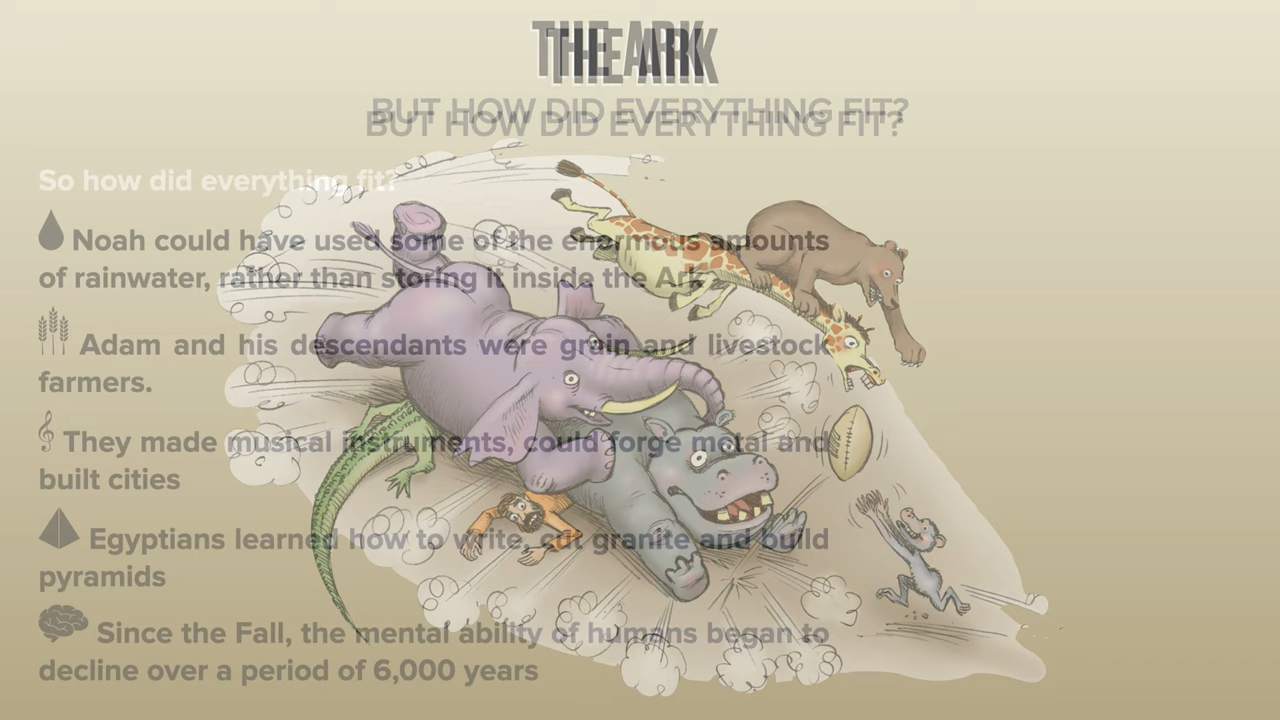 THE ARK
BUT HOW DID EVERYTHING FIT?
So how did everything fit?
Noah could have used some of the enormous amounts
of rainwater, rather than storing it inside the Ark
Adam and his descendants were grain and livestock
farmers.
They made musical instruments, could forge metal and
built cities
Egyptians learned how to write, cut granite and build
pyramids
Since the Fall, the mental ability of humans began to
decline over a period of 6,000 years